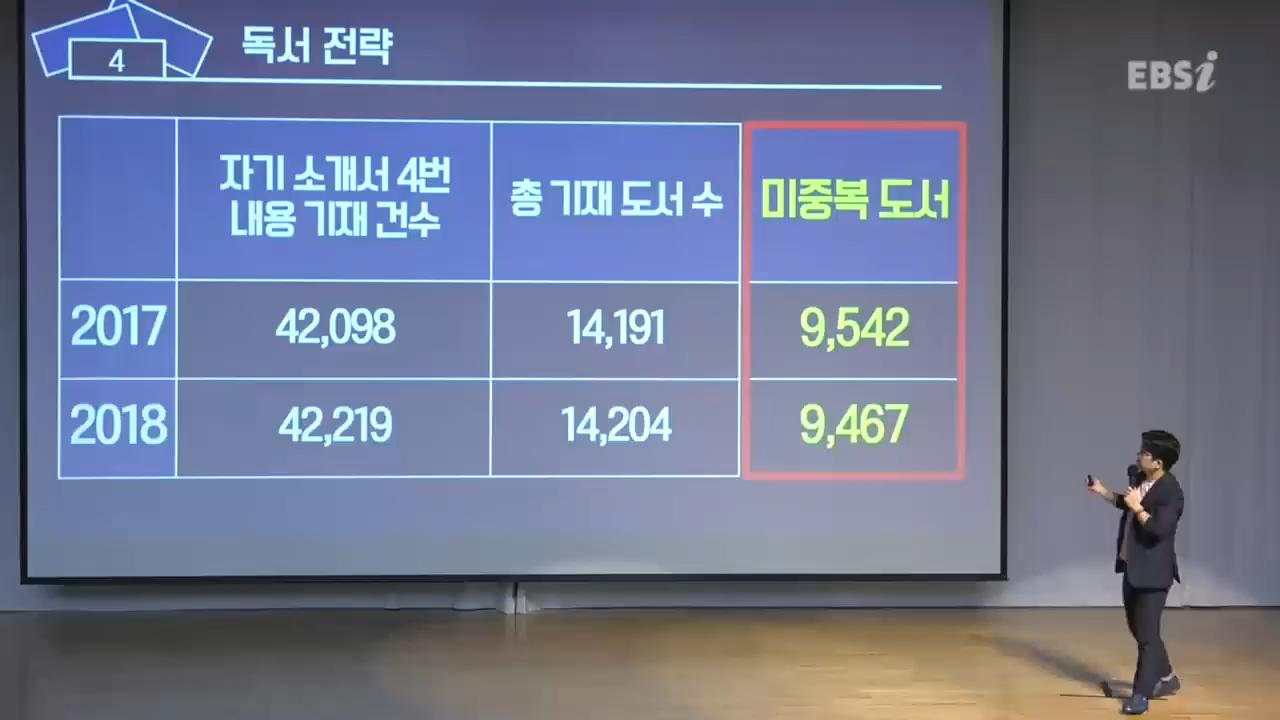 4
독서 전략
EBSi
자기 소개서 4번
내용 기재 건수
총 기재 도서 수
미중복 도서
2017
42,098
14,191
9,542
2018
42,219
14,204
9,467